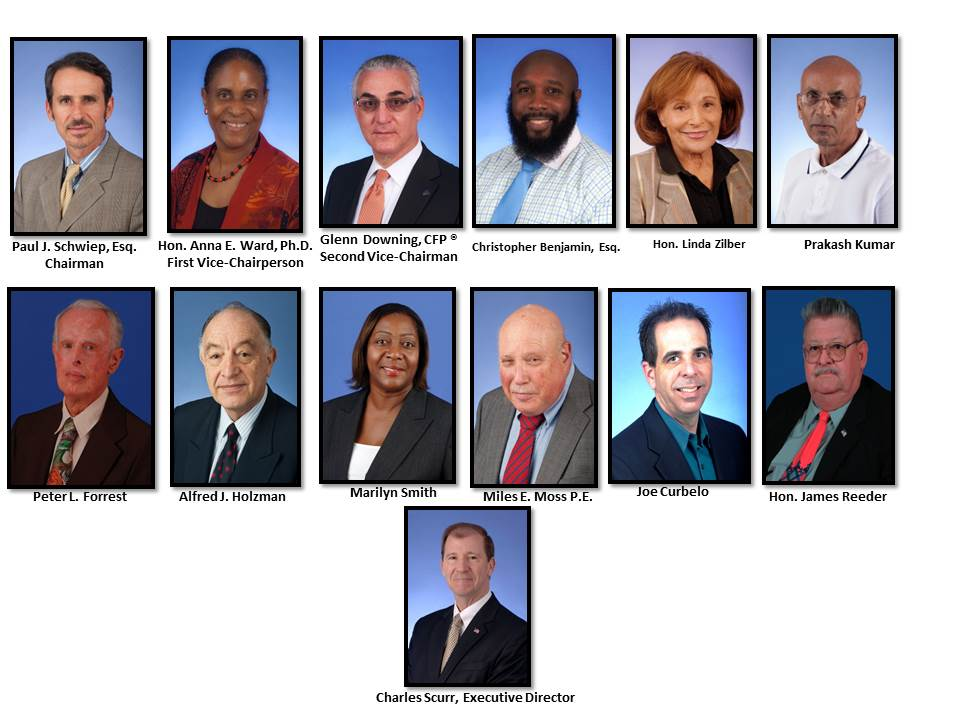 Paul J. Schwiep, Esq.
Chairman
Hon. Anna E. Ward, Ph.D.
First Vice-Chairperson
Glenn Downing, CFP ®
Second Vice-Chairman
Christopher Benjamin, Esq.
Hon. Linda Zilber
Prakash Kumar
Peter L. Forrest
Alfred J. Holzman
Marilyn Smith
Miles E. Moss P.E.
Joe Curbelo
Hon. James Reeder
Charles Scurr, Executive Director